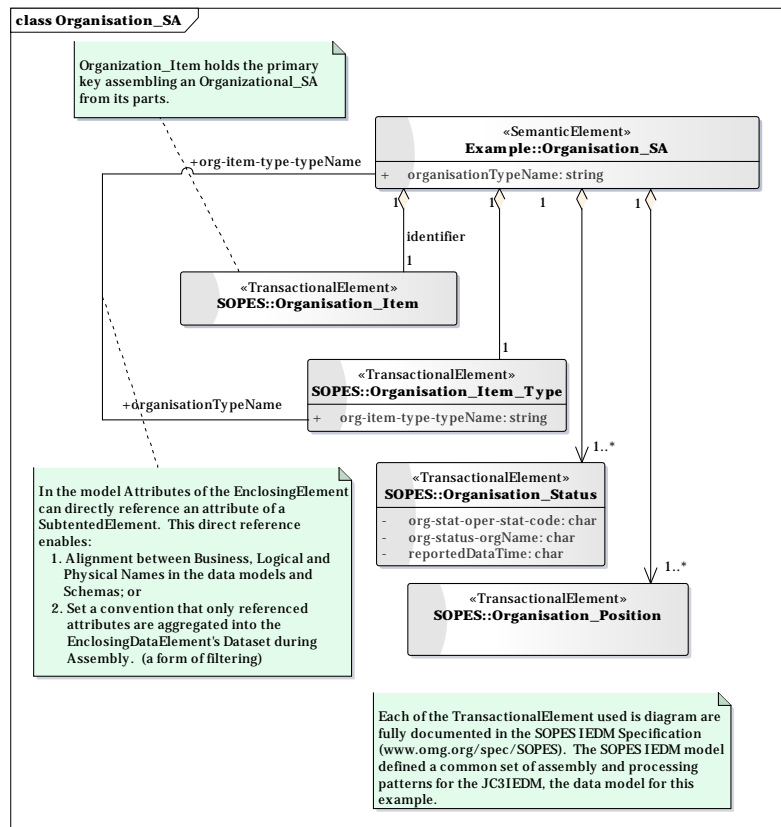 class Organisation_SA
Organization_Item holds the primary
key assembling an Organizational_SA
from its parts.
«SemanticElement»
Example::Organisation_SA
+ organisationTypeName: string
+org-item-type-typeName
1
1
1
1
identifier
1
«TransactionalElement»
SOPES::Organisation_Item
1
«TransactionalElement»
SOPES::Organisation_Item_Type
+ org-item-type-typeName: string
+organisationTypeName
1..*
«TransactionalElement»
SOPES::Organisation_Status
- org-stat-oper-stat-code: char
- org-status-orgName: char
- reportedDataTime: char
In the model Attributes of the EnclosingElement
can directly reference an attribute of a
SubtentedElement. This direct reference
enables:
1. Alignment between Business, Logical and
Physical Names in the data models and
Schemas; or
2. Set a convention that only referenced
attributes are aggregated into the
EnclosingDataElement's Dataset during
Assembly. (a form of filtering)
1..*
«TransactionalElement»
SOPES::Organisation_Position
Each of the TransactionalElement used is diagram are
fully documented in the SOPES IEDM Specification
(www.omg.org/spec/SOPES). The SOPES IEDM model
defined a common set of assembly and processing
patterns for the JC3IEDM, the data model for this
example.